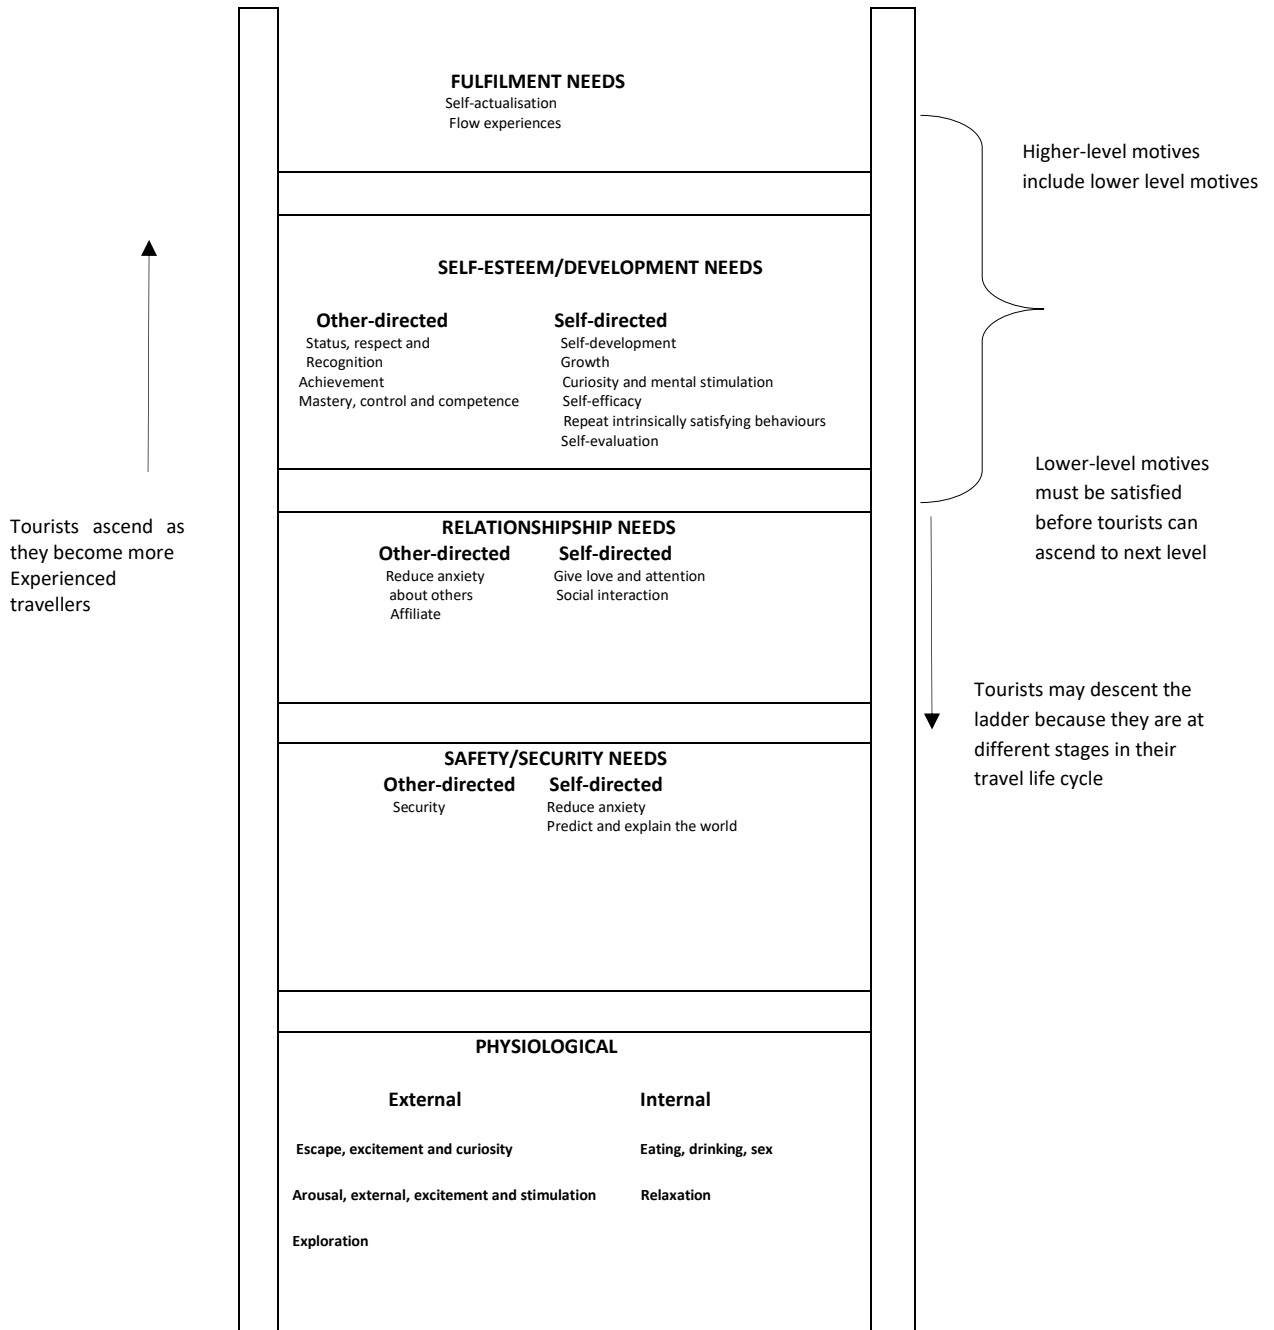 FULFILMENT NEEDS
Self-actualisation
Flow experiences
Higher-level motives
include lower level motives
SELF-ESTEEM/DEVELOPMENT NEEDS
Other-directed
Status, respect and
Recognition
Achievement
Mastery, control and competence
Self-directed
Self-development
Growth
Curiosity and mental stimulation
Self-efficacy
Repeat intrinsically satisfying behaviours
Self-evaluation
Lower-level motives
must be satisfied
before tourists can
ascend to next level
Tourists ascend as
they become more
Experienced
travellers
RELATIONSHIPSHIP NEEDS
Other-directed
Reduce anxiety
about others
Affiliate
Self-directed
Give love and attention
Social interaction
Tourists may descent the
ladder because they are at
different stages in their
travel life cycle
SAFETY/SECURITY NEEDS
Other-directed
Security
Self-directed
Reduce anxiety
Predict and explain the world
PHYSIOLOGICAL
External
Escape, excitement and curiosity
Arousal, external, excitement and stimulation
Exploration
Internal
Eating, drinking, sex
Relaxation